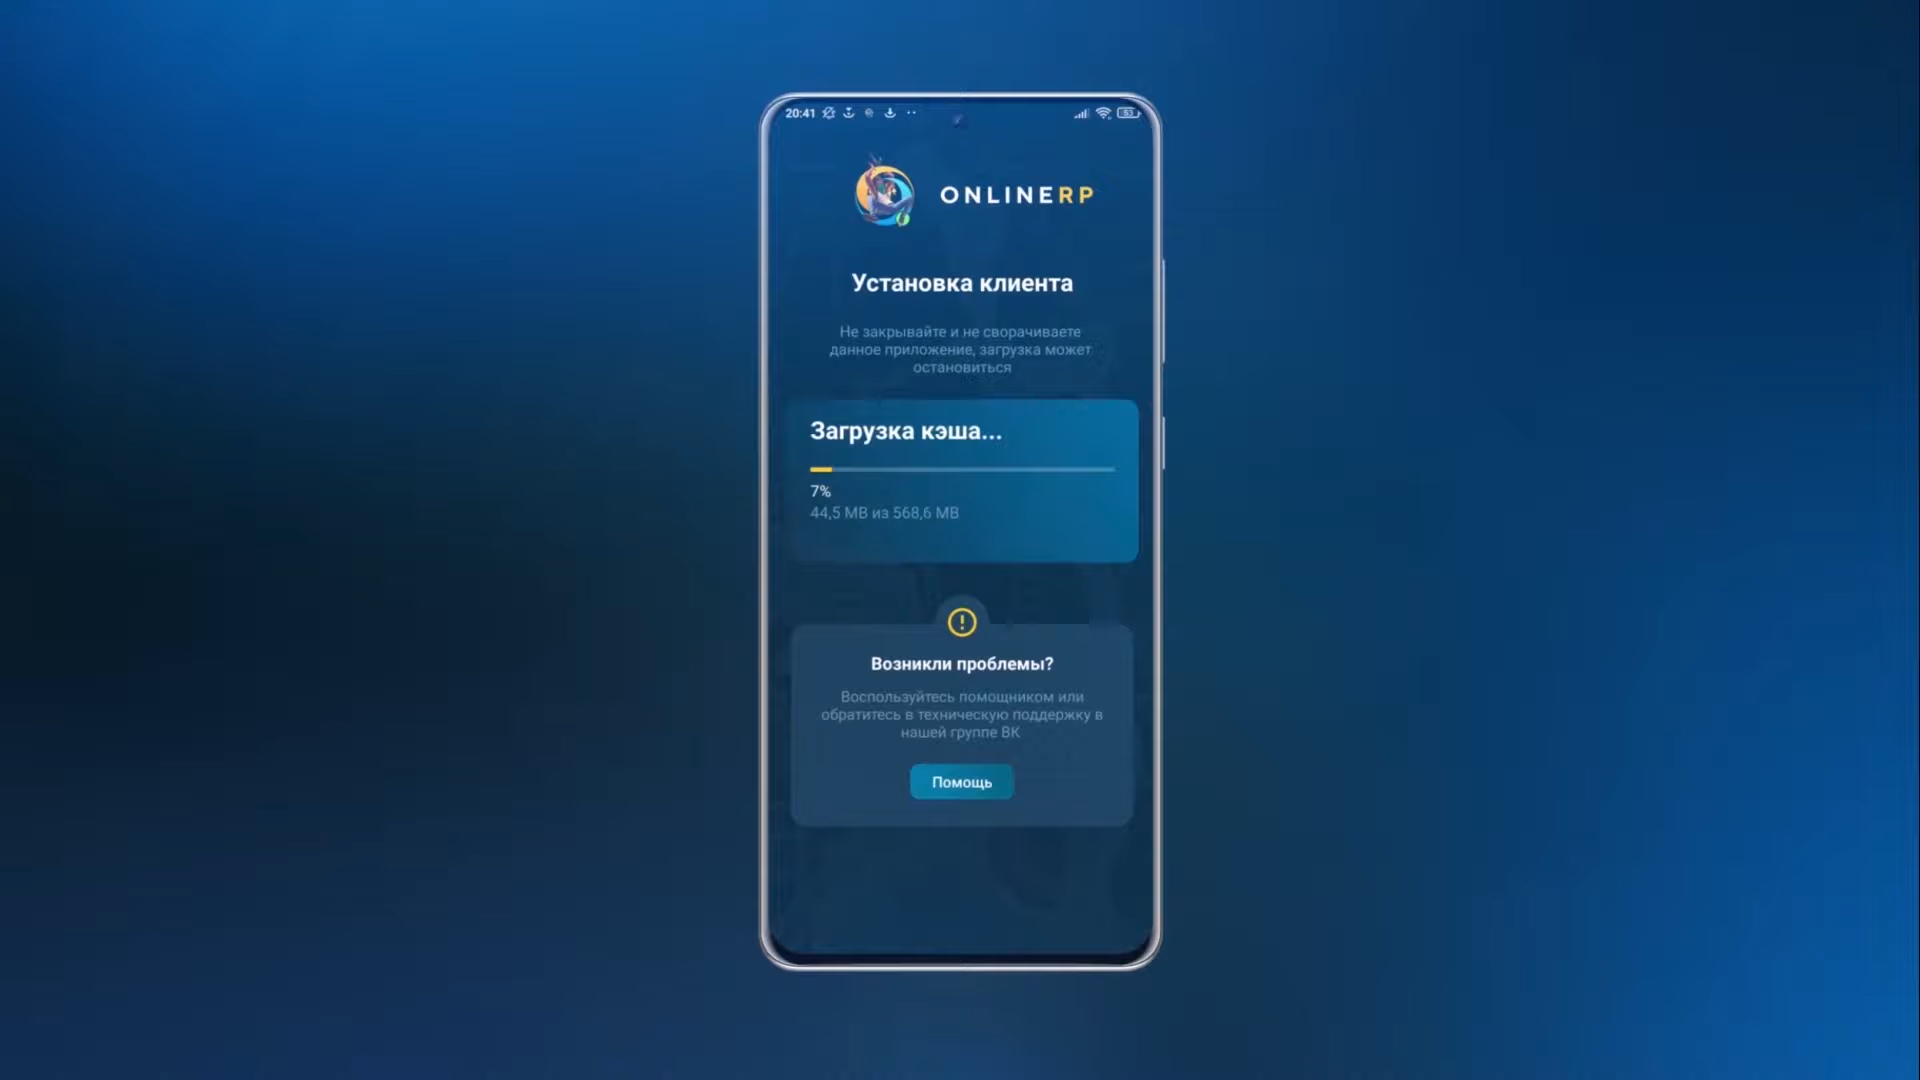 20:41
53
ONLINERP
Установка клиента
Не закрывайте и не сворачиваете
данное приложение, загрузка может
остановиться
Загрузка кэша...
7%
44,5 MB из 568,6 MB
Возникли проблемы?
Воспользуйтесь помощником или
обратитесь в техническую поддержку в
нашей группе ВК
Помощь